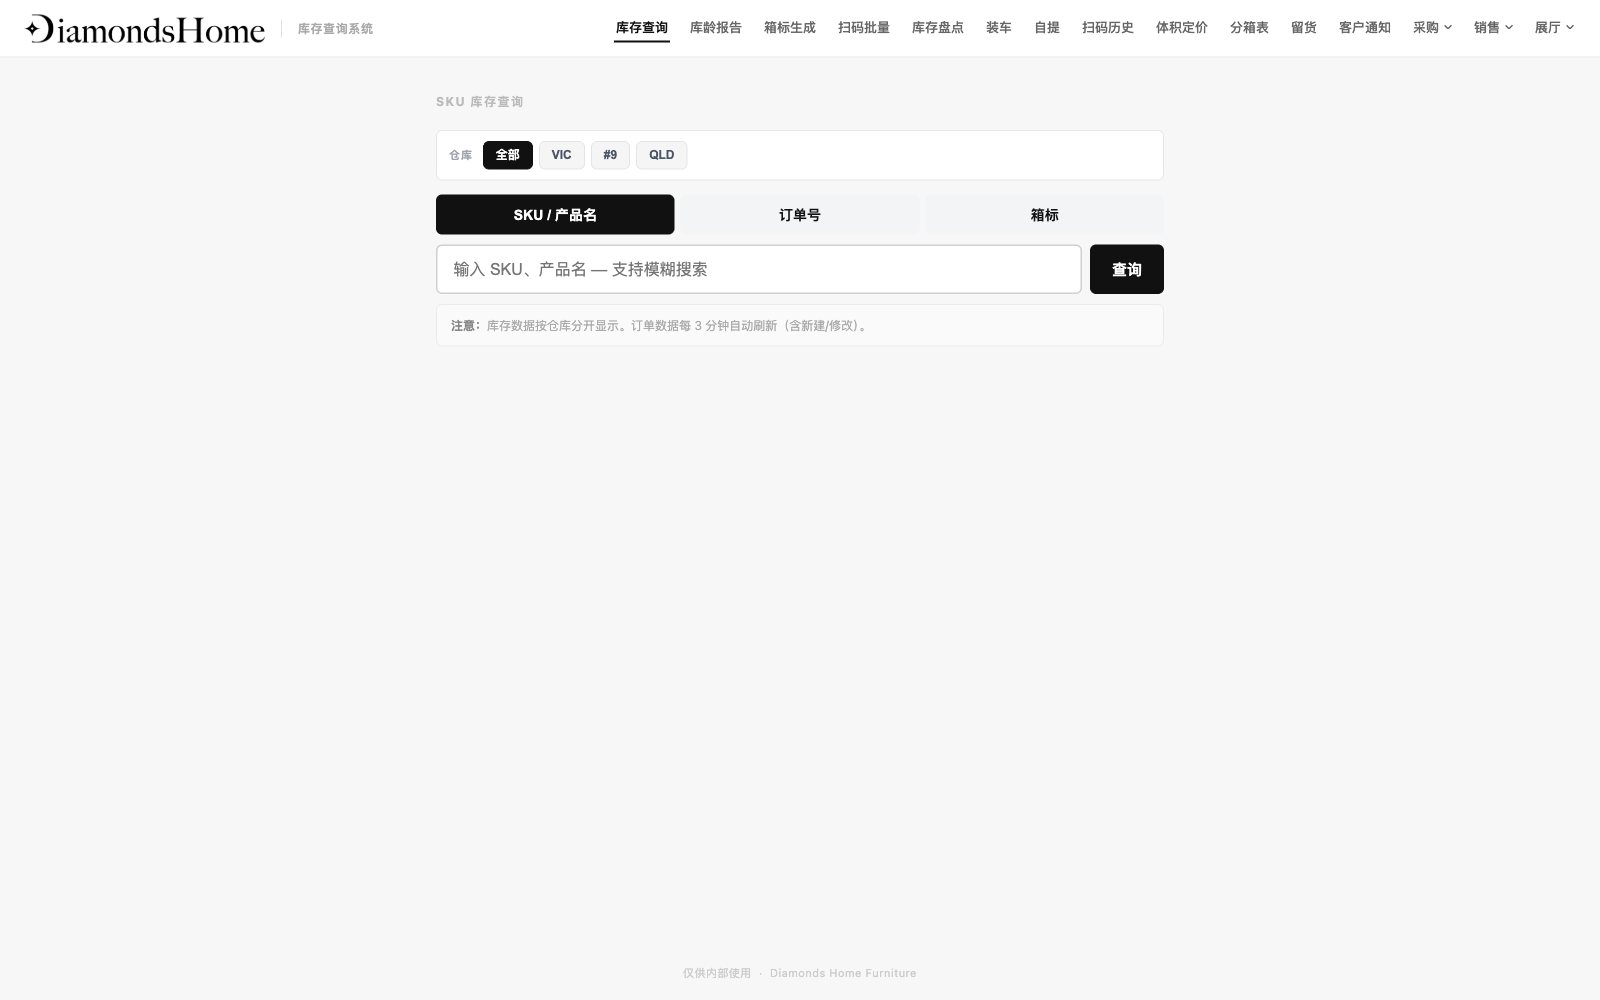 DiamondsHome 库存查询系统 库存查询 库龄报告 箱标生成 扫码批量 库存盘点 装车 自提 扫码历史 体积定价 分箱表 留货 客户通知 采购 销售 展厅
SKU 库存查询
仓库 全部 VIC #9 QLD
SKU / 产品名 订单号 箱标
输入 SKU、产品名 — 支持模糊搜索 查询
注意：库存数据按仓库分开显示。订单数据每 3 分钟自动刷新（含新建/修改）。
仅供内部使用 · Diamonds Home Furniture